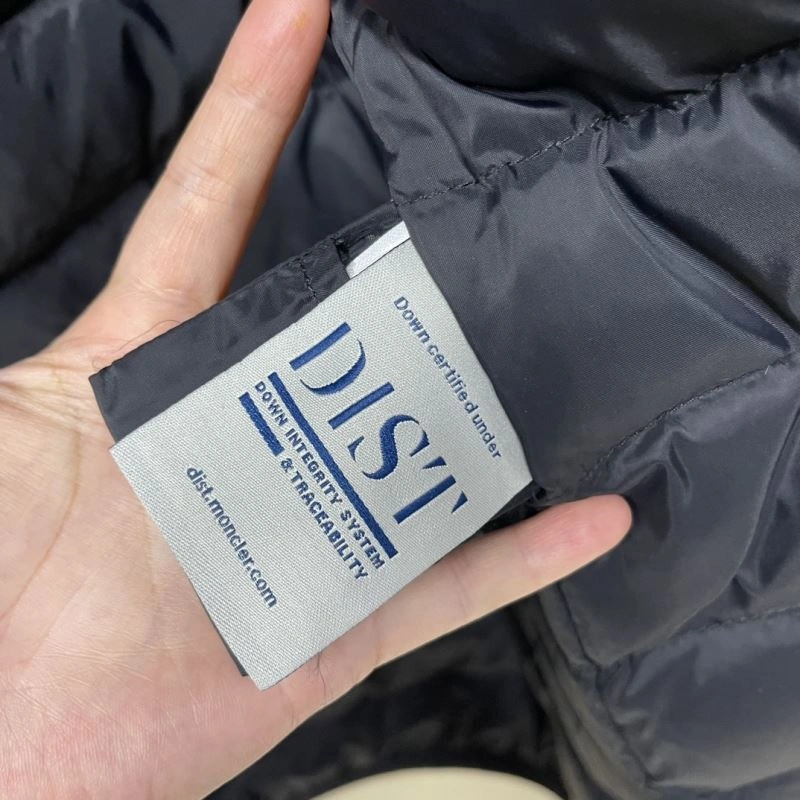 Down certified under
DIST
DOWN INTEGRITY SYSTEM
& TRACEABILITY
dist.moncler.com